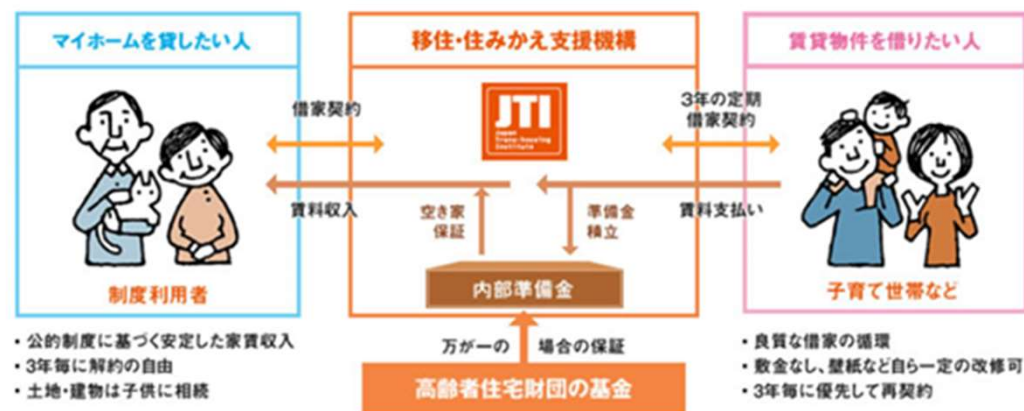 マイホームを貸したい人
移住・住みかえ支援機構
賃貸物件を借りたい人
借家契約
JTI
Japan
Trans-housing
Institute
3年の定期
借家契約
賃料収入
空き家
保証
準備金
積立
賃料支払い
内部準備金
制度利用者
子育て世帯など
・公的制度に基づく安定した家賃収入
・3年毎に解約の自由
・土地・建物は子供に相続
万が一の 場合の保証
高齢者住宅財団の基金
・良質な借家の循環
・敷金なし、壁紙など自ら一定の改修可
・3年毎に優先して再契約